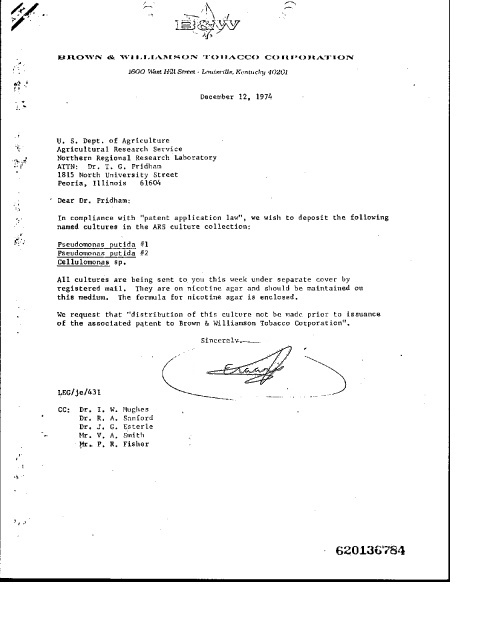 B&W
BROWN & WILLIAMSON TOBACCO CORPORATION
1600 West Hill Street - Louisville, Kentucky 40201
December 12, 1974
U. S. Dept. of Agriculture
Agricultural Research Service
Northern Regional Research Laboratory
ATTN: Dr. T. G. Pridham
1815 North University Street
Peoria, Illinois 61604
Dear Dr. Pridham:
In compliance with "patent application law", we wish to deposit the following
named cultures in the ARS culture collection:
Pseudomonas putida #1
Pseudomonas putida #2
Cellulomonas sp.
All cultures are being sent to you this week under separate cover by
registered mail. They are on nicotine agar and should be maintained on
this medium. The formula for nicotine agar is enclosed.
We request that "distribution of this culture not be made prior to issuance
of the associated patent to Brown & Williamson Tobacco Corporation".
Sincerely,
LEG/je/431
CC: Dr. I. W. Hughes
Dr. R. A. Sanford
Dr. J. G. Esterle
Mr. V. A. Smith
Mr. P. R. Fisher
620136784